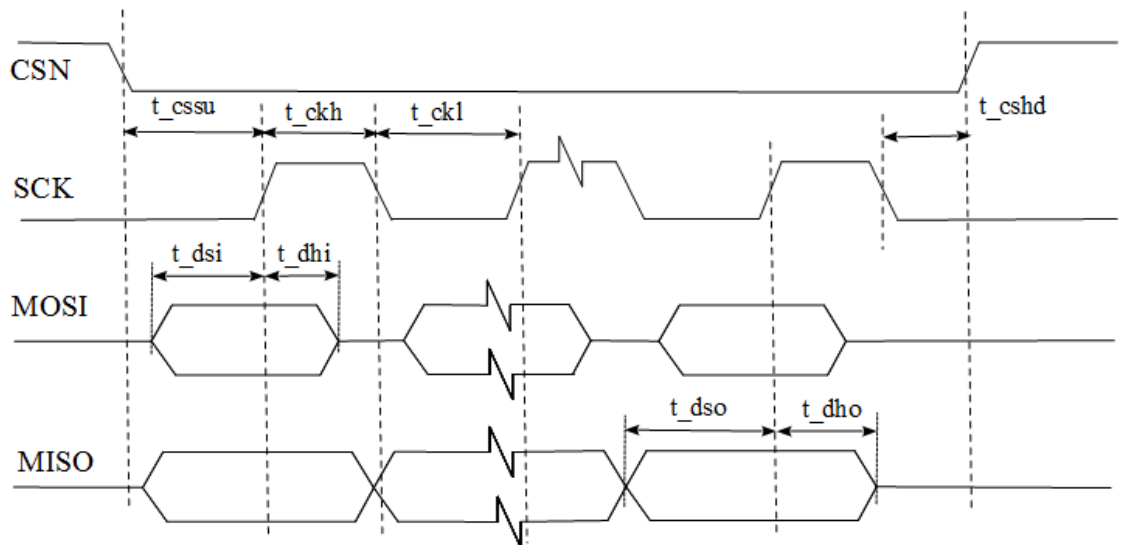 CSN
t_cssu
t_ckh
t_ckl
t_cshd
SCK
t_dsi
t_dhi
MOSI
t_dso
t_dho
MISO